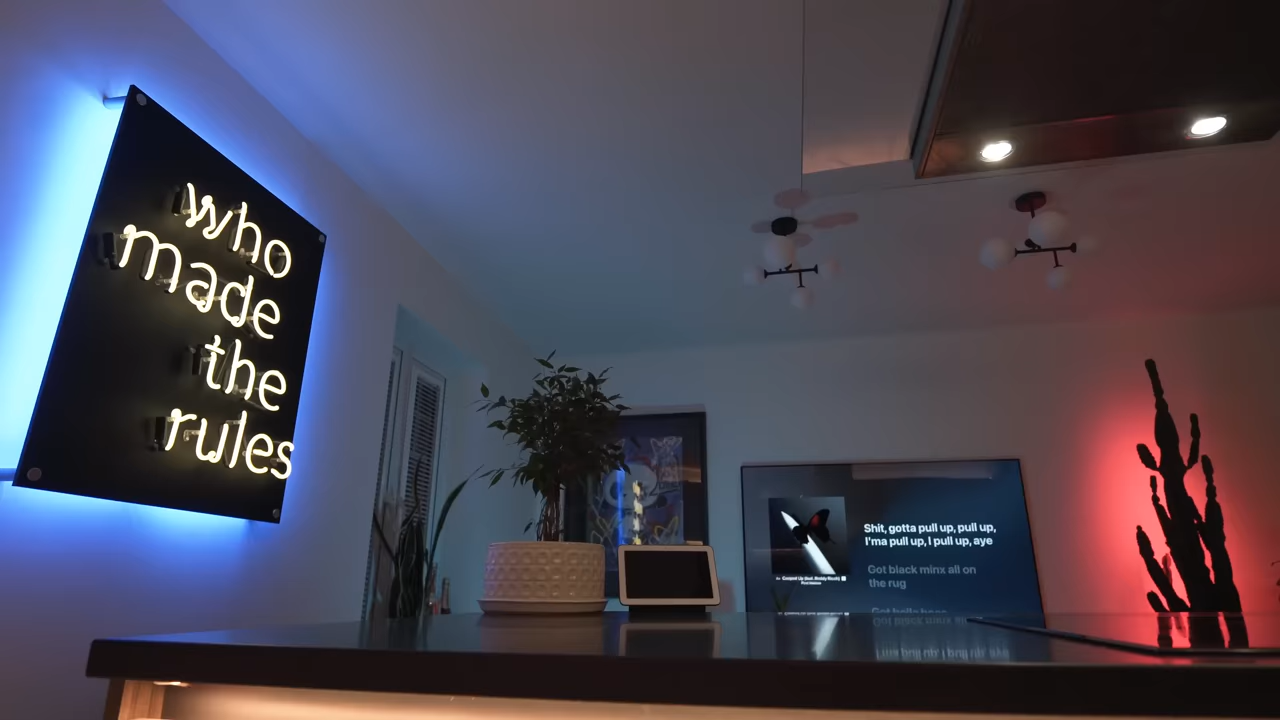 who
made
the
rules
Shit, gotta pull up, pull up,
I'ma pull up, I pull up, aye
Got black minx all on
the rug